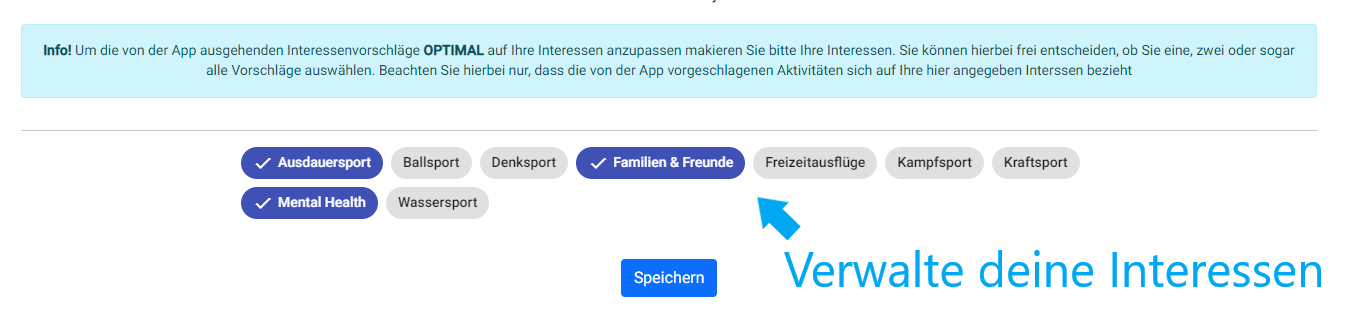 Info! Um die von der App ausgehenden Interessenvorschläge OPTIMAL auf Ihre Interessen anzupassen makieren Sie bitte Ihre Interessen. Sie können hierbei frei entscheiden, ob Sie eine, zwei oder sogar
alle Vorschläge auswählen. Beachten Sie hierbei nur, dass die von der App vorgeschlagenen Aktivitäten sich auf Ihre hier angegeben Interssen bezieht
Ausdauersport Ballsport Denksport Familien & Freunde Freizeitausflüge Kampfsport Kraftsport
Mental Health Wassersport
Verwalte deine Interessen
Speichern